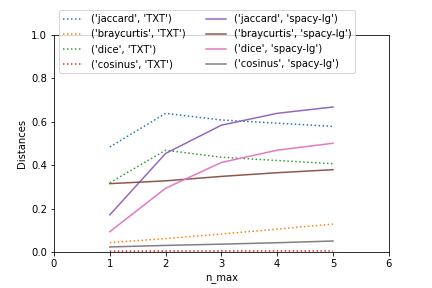 ('jaccard', 'TXT')
('braycurtis', 'TXT')
('dice', 'TXT')
('cosinus', 'TXT')
('jaccard', 'spacy-lg')
('braycurtis', 'spacy-lg')
('dice', 'spacy-lg')
('cosinus', 'spacy-lg')
Distances
1.0
0.8
0.6
0.4
0.2
0.0
0 1 2 3 4 5 6
n_max